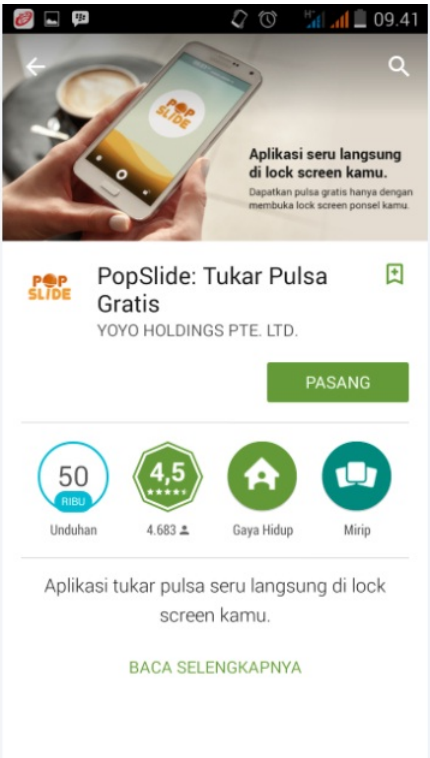 H+
09.41
POP
SLIDE
Aplikasi seru langsung
di lock screen kamu.
Dapatkan pulsa gratis hanya dengan
membuka lock screen ponsel kamu.
POP
SLIDE
PopSlide: Tukar Pulsa
Gratis
YOYO HOLDINGS PTE. LTD.
PASANG
50
RIBU
Unduhan
4,5
4.683
Gaya Hidup
Mirip
Aplikasi tukar pulsa seru langsung di lock
screen kamu.
BACA SELENGKAPNYA